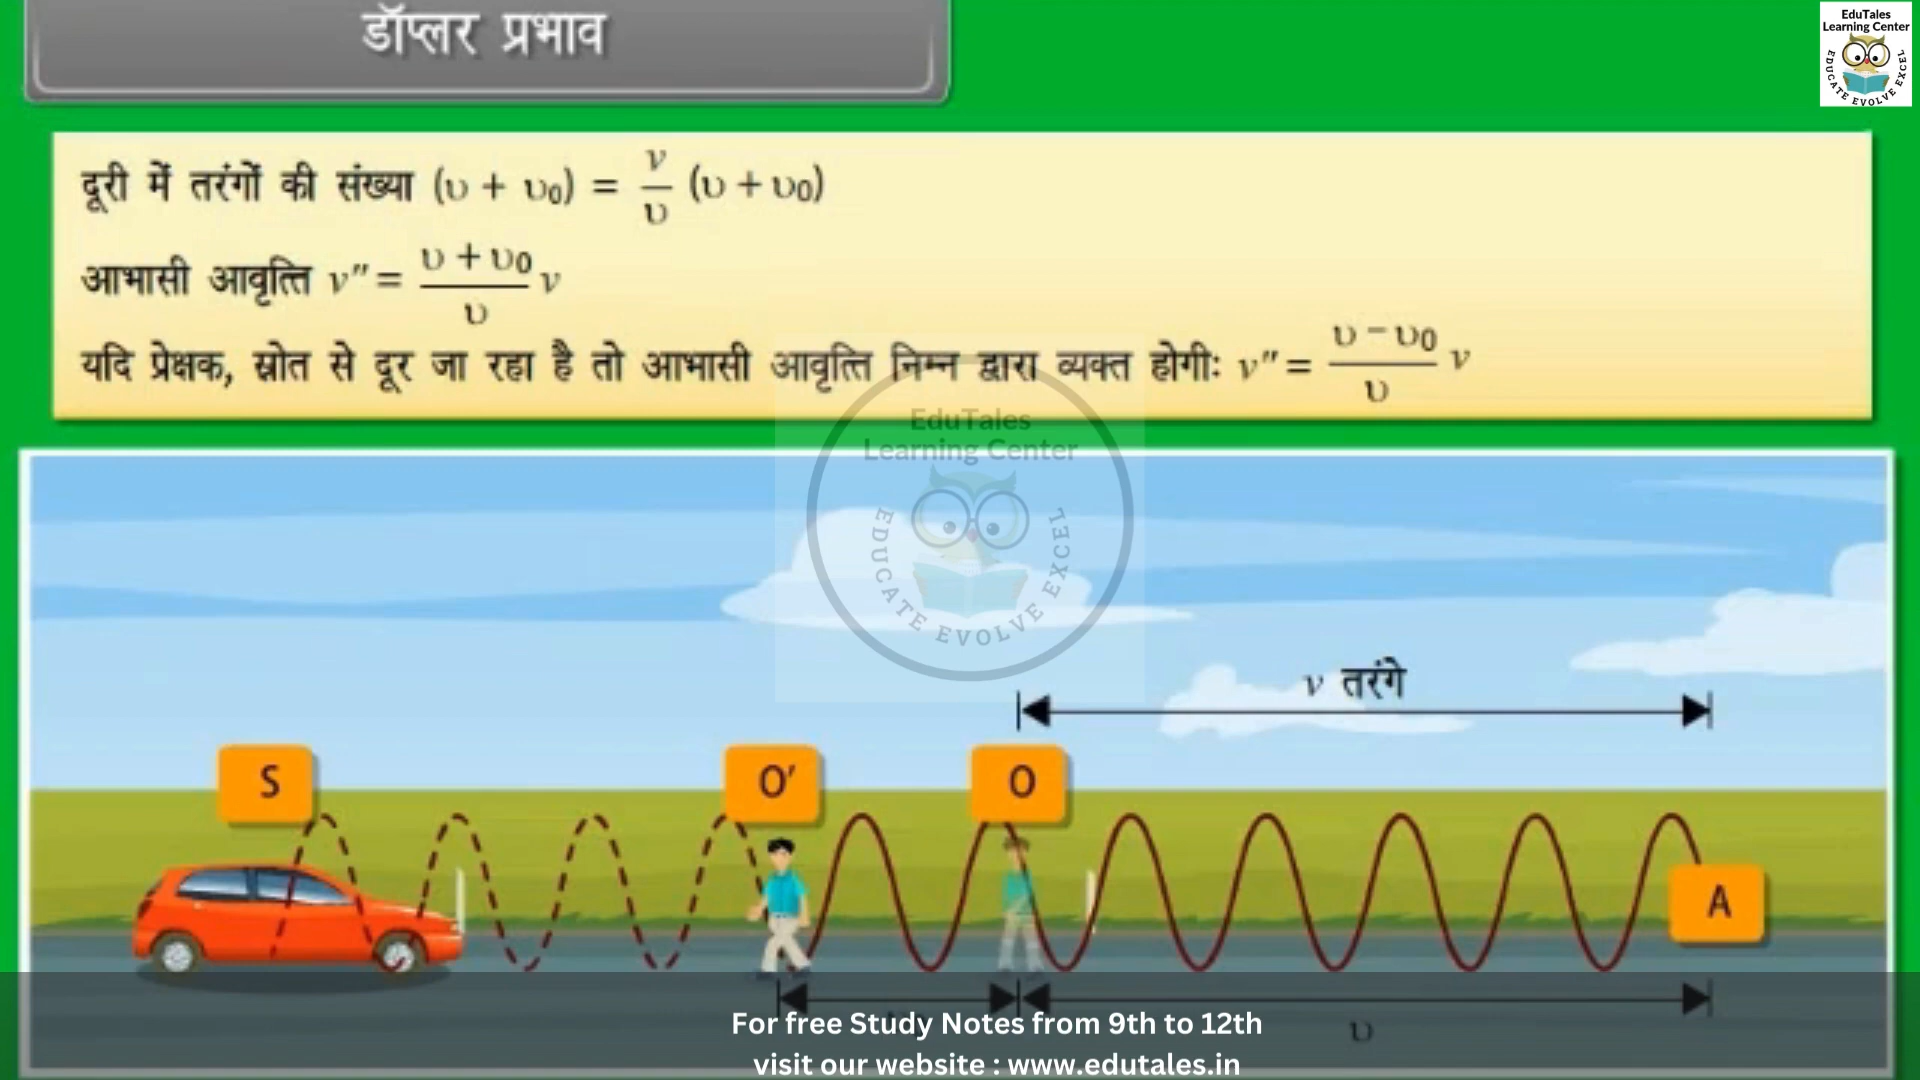 डॉप्लर प्रभाव
EduTales
Learning Center
EDUCATE EVOLVE EXCEL
दूरी में तरंगों की संख्या (υ + υ₀) = ν/υ (υ + υ₀)
आभासी आवृत्ति ν″ = (υ + υ₀)/υ ν
यदि प्रेक्षक, स्रोत से दूर जा रहा है तो आभासी आवृत्ति निम्न द्वारा व्यक्त होगीः ν″ = (υ − υ₀)/υ ν
EduTales
Learning Center
EDUCATE EVOLVE EXCEL
ν तरंगे
S
O′
O
A
υ
For free Study Notes from 9th to 12th
visit our website : www.edutales.in